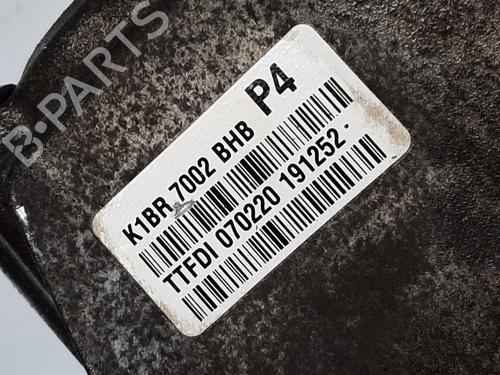 B-PARTS
P4
K1BR 7002 BHB
TTFDI 070220 191252-